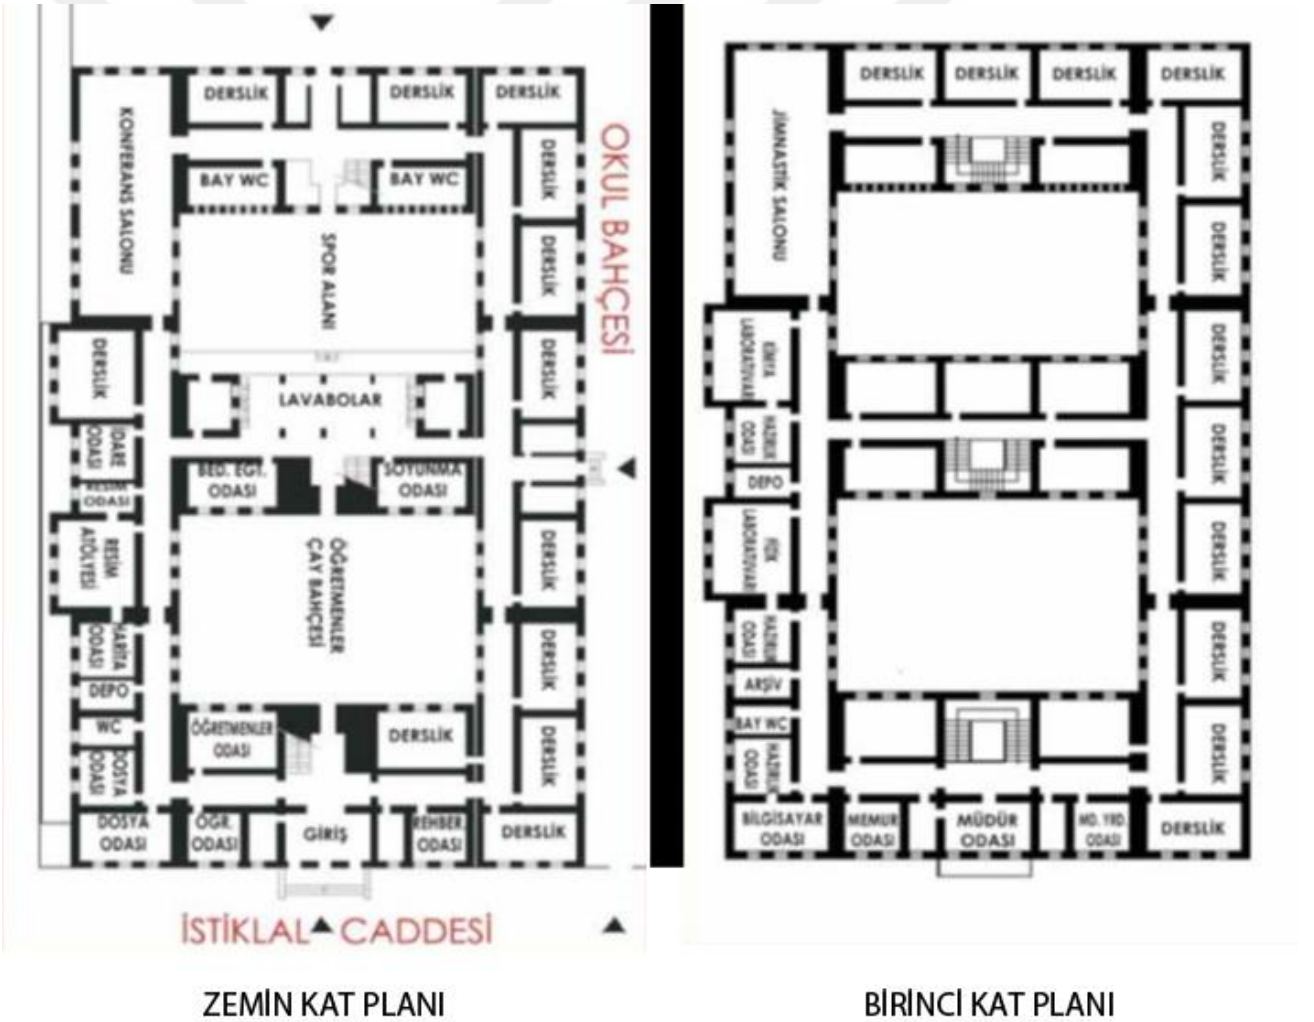 DERSLİK
DERSLİK
DERSLİK
KONFERANS SALONU
BAY WC
BAY WC
DERSLİK
OKUL BAHÇESİ
SPOR ALANI
DERSLİK
DERSLİK
DERSLİK
LAVABOLAR
İDARE
ODASI
BED. EĞT.
ODASI
SOYUNMA
ODASI
RESİM
ODASI
RESİM
ATÖLYESİ
ÖĞRETMENLER
ÇAY BAHÇESİ
DERSLİK
HARİTA
ODASI
DERSLİK
DEPO
WC
ÖĞRETMENLER
ODASI
DERSLİK
DERSLİK
DOSYA
ODASI
DOSYA
ODASI
ÖĞR.
ODASI
GİRİŞ
REHBER.
ODASI
DERSLİK
İSTİKLAL CADDESİ
ZEMİN KAT PLANI
DERSLİK
DERSLİK
DERSLİK
DERSLİK
JİMNASTİK SALONU
DERSLİK
DERSLİK
KİMYA
LABORATUVARI
DERSLİK
HAZIRLIK
ODASI
DERSLİK
DEPO
FİZİK
LABORATUVARI
DERSLİK
HAZIRLIK
ODASI
DERSLİK
ARŞİV
BAY WC
DERSLİK
HAZIRLIK
ODASI
BİLGİSAYAR
ODASI
MEMUR
ODASI
MÜDÜR
ODASI
MD. YRD.
ODASI
DERSLİK
BİRİNCİ KAT PLANI